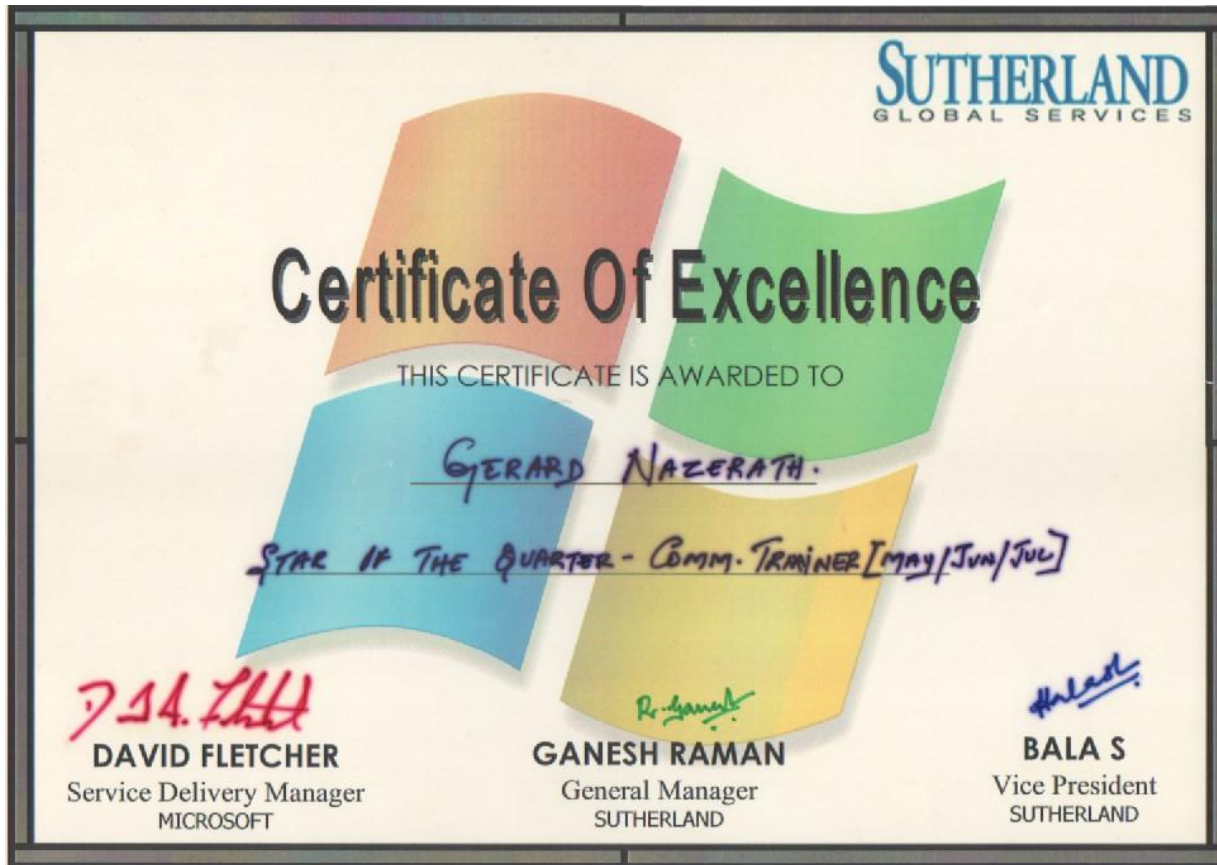 SUTHERLAND
GLOBAL SERVICES
Certificate Of Excellence
THIS CERTIFICATE IS AWARDED TO
GERARD NAZERATH.
STAR OF THE QUARTER - COMM. TRAINER [MAY/JUN/JUL]
DAVID FLETCHER
Service Delivery Manager
MICROSOFT
R. Ganesh
GANESH RAMAN
General Manager
SUTHERLAND
BALA S
Vice President
SUTHERLAND